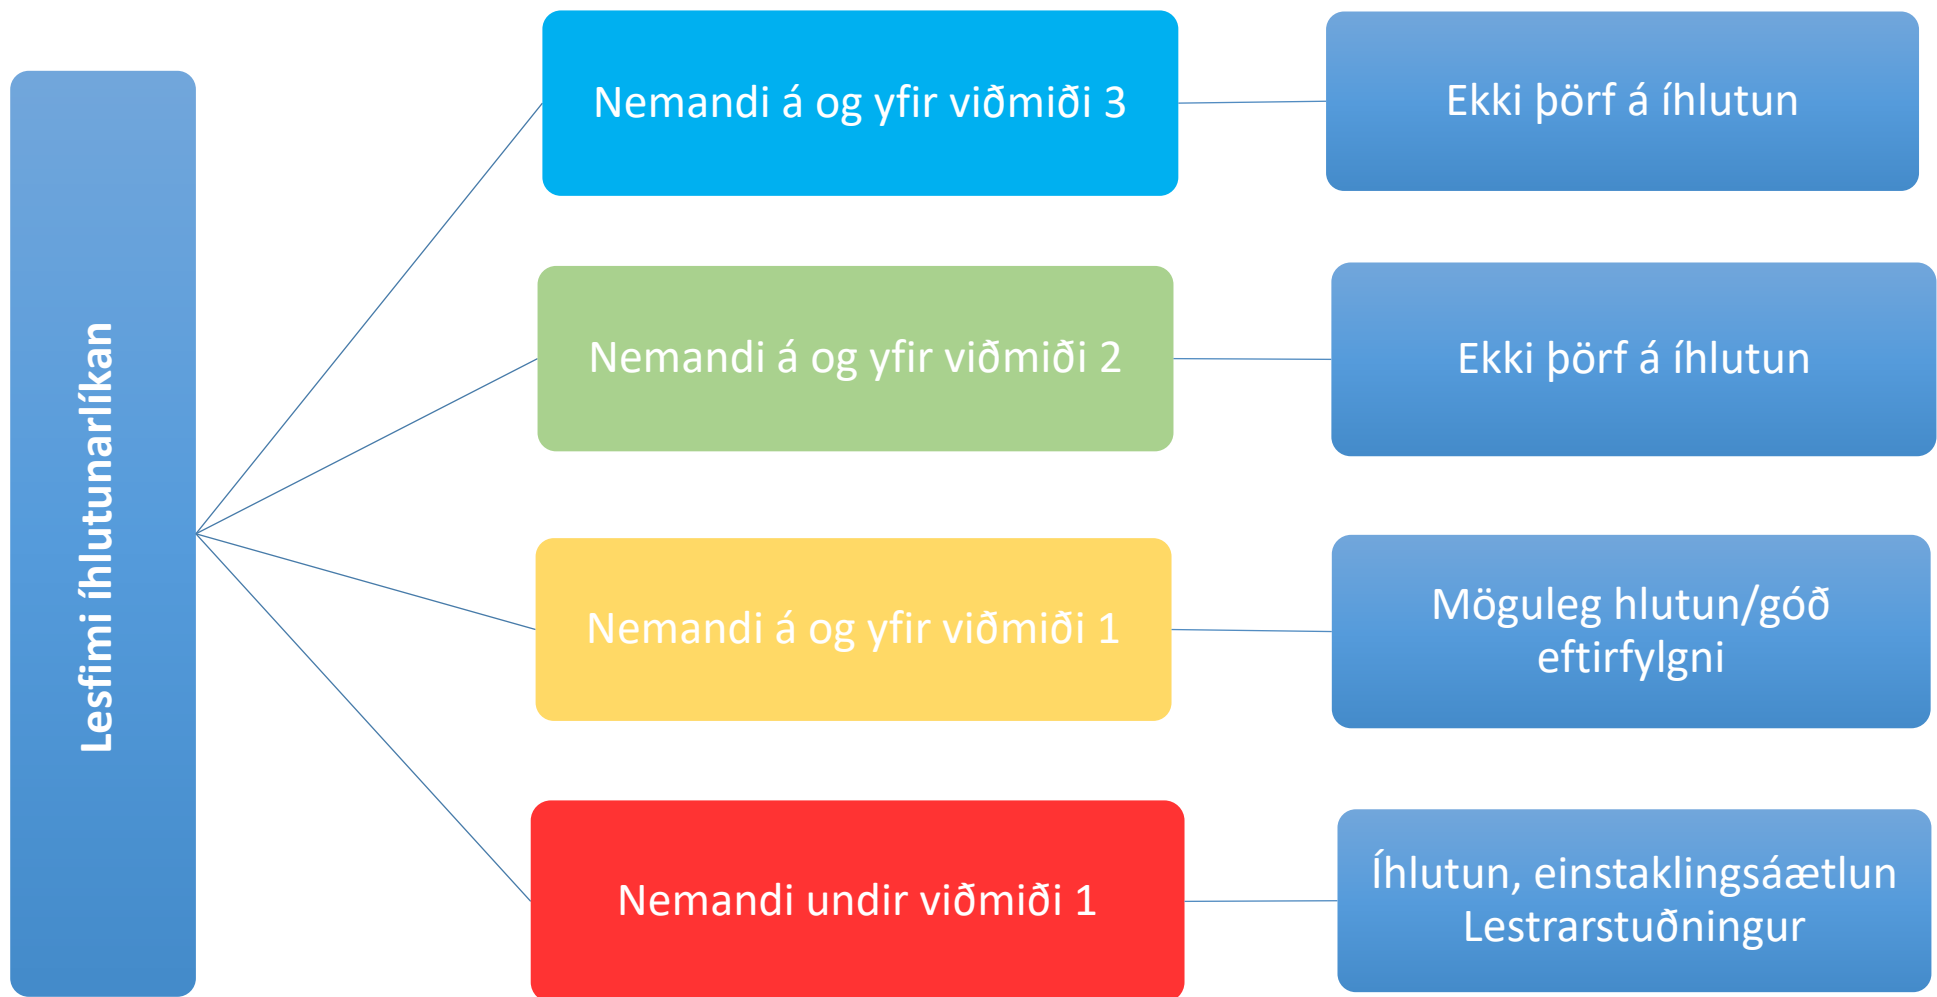 Lesfimi íhlutunarlíkan
Nemandi á og yfir viðmiði 3
Ekki þörf á íhlutun
Nemandi á og yfir viðmiði 2
Ekki þörf á íhlutun
Nemandi á og yfir viðmiði 1
Möguleg hlutun/góð
eftirfylgni
Nemandi undir viðmiði 1
Íhlutun, einstaklingsáætlun
Lestrarstuðningur